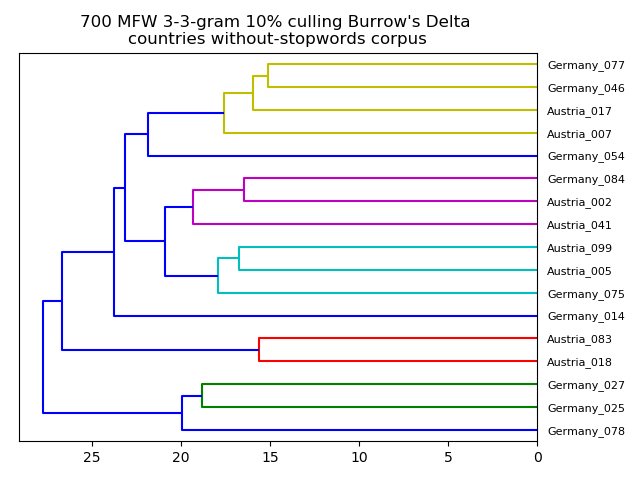 700 MFW 3-3-gram 10% culling Burrow's Delta
countries without-stopwords corpus
Germany_077
Germany_046
Austria_017
Austria_007
Germany_054
Germany_084
Austria_002
Austria_041
Austria_099
Austria_005
Germany_075
Germany_014
Austria_083
Austria_018
Germany_027
Germany_025
Germany_078
25 20 15 10 5 0